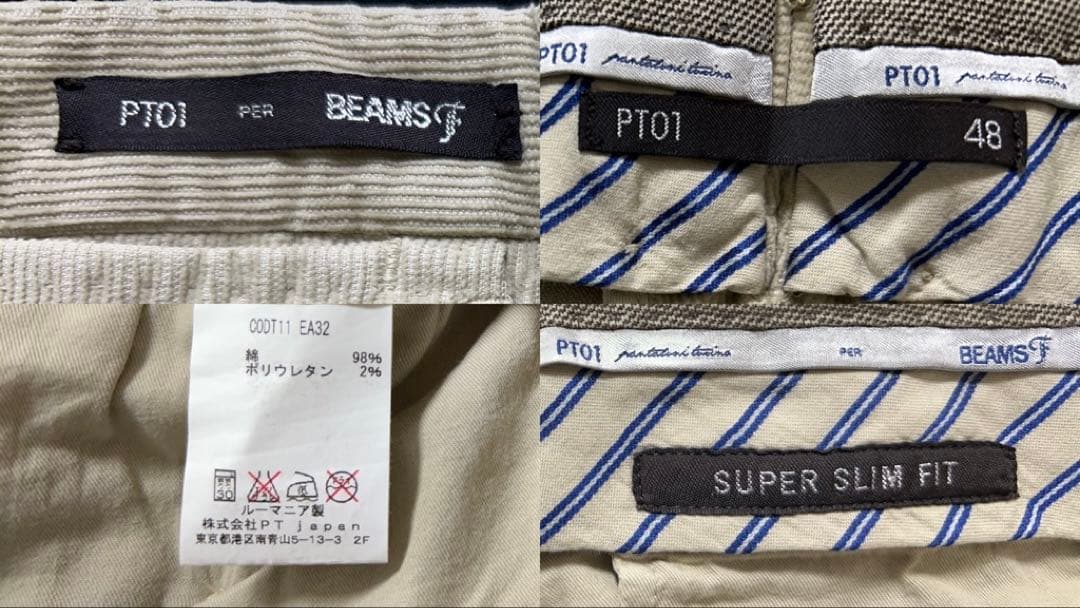 PT01 PER BEAMS F
PT01 pantaloni torino
PT01 pantaloni torino
PT01 48
CODT11 EA32
綿 98%
ポリウレタン 2%
30
ルーマニア製
株式会社PT japan
東京都港区南青山5-13-3 2F
PT01 pantaloni torino PER BEAMS F
SUPER SLIM FIT